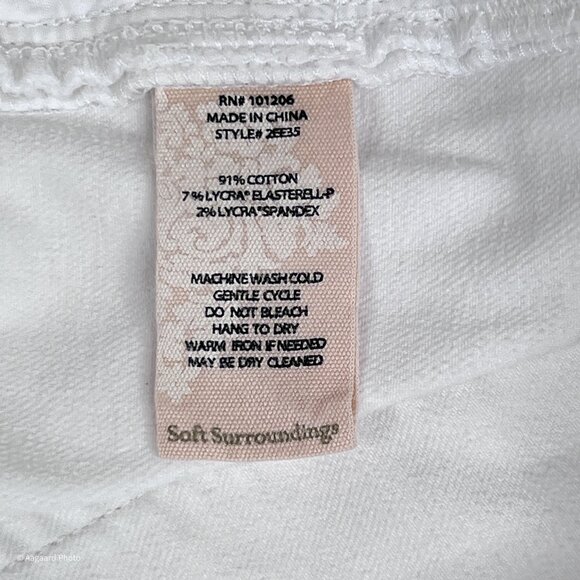 RN# 101206
MADE IN CHINA
STYLE# 2EE35
91% COTTON
7% LYCRA® ELASTERELL-P
2% LYCRA® SPANDEX
MACHINE WASH COLD
GENTLE CYCLE
DO NOT BLEACH
HANG TO DRY
WARM IRON IF NEEDED
MAY BE DRY CLEANED
Soft Surroundings
© Aagaard Photo